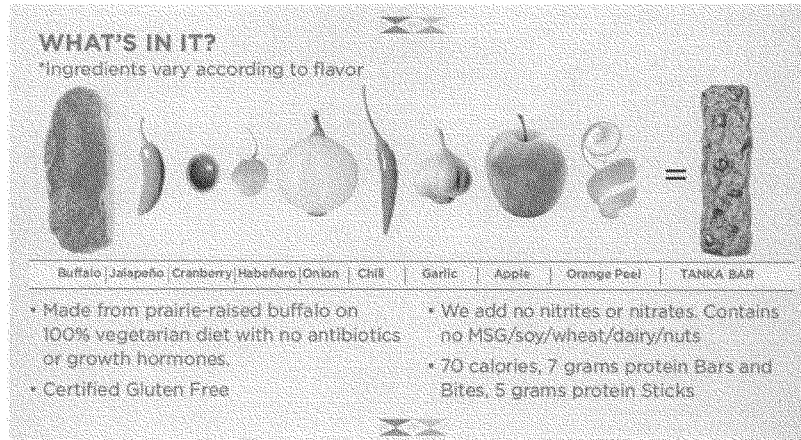 WHAT'S IN IT?
*Ingredients vary according to flavor
Buffalo | Jalapeño | Cranberry | Habeñero | Onion | Chili | Garlic | Apple | Orange Peel | TANKA BAR
• Made from prairie-raised buffalo on
100% vegetarian diet with no antibiotics
or growth hormones.
• Certified Gluten Free
• We add no nitrites or nitrates. Contains
no MSG/soy/wheat/dairy/nuts
• 70 calories, 7 grams protein Bars and
Bites, 5 grams protein Sticks